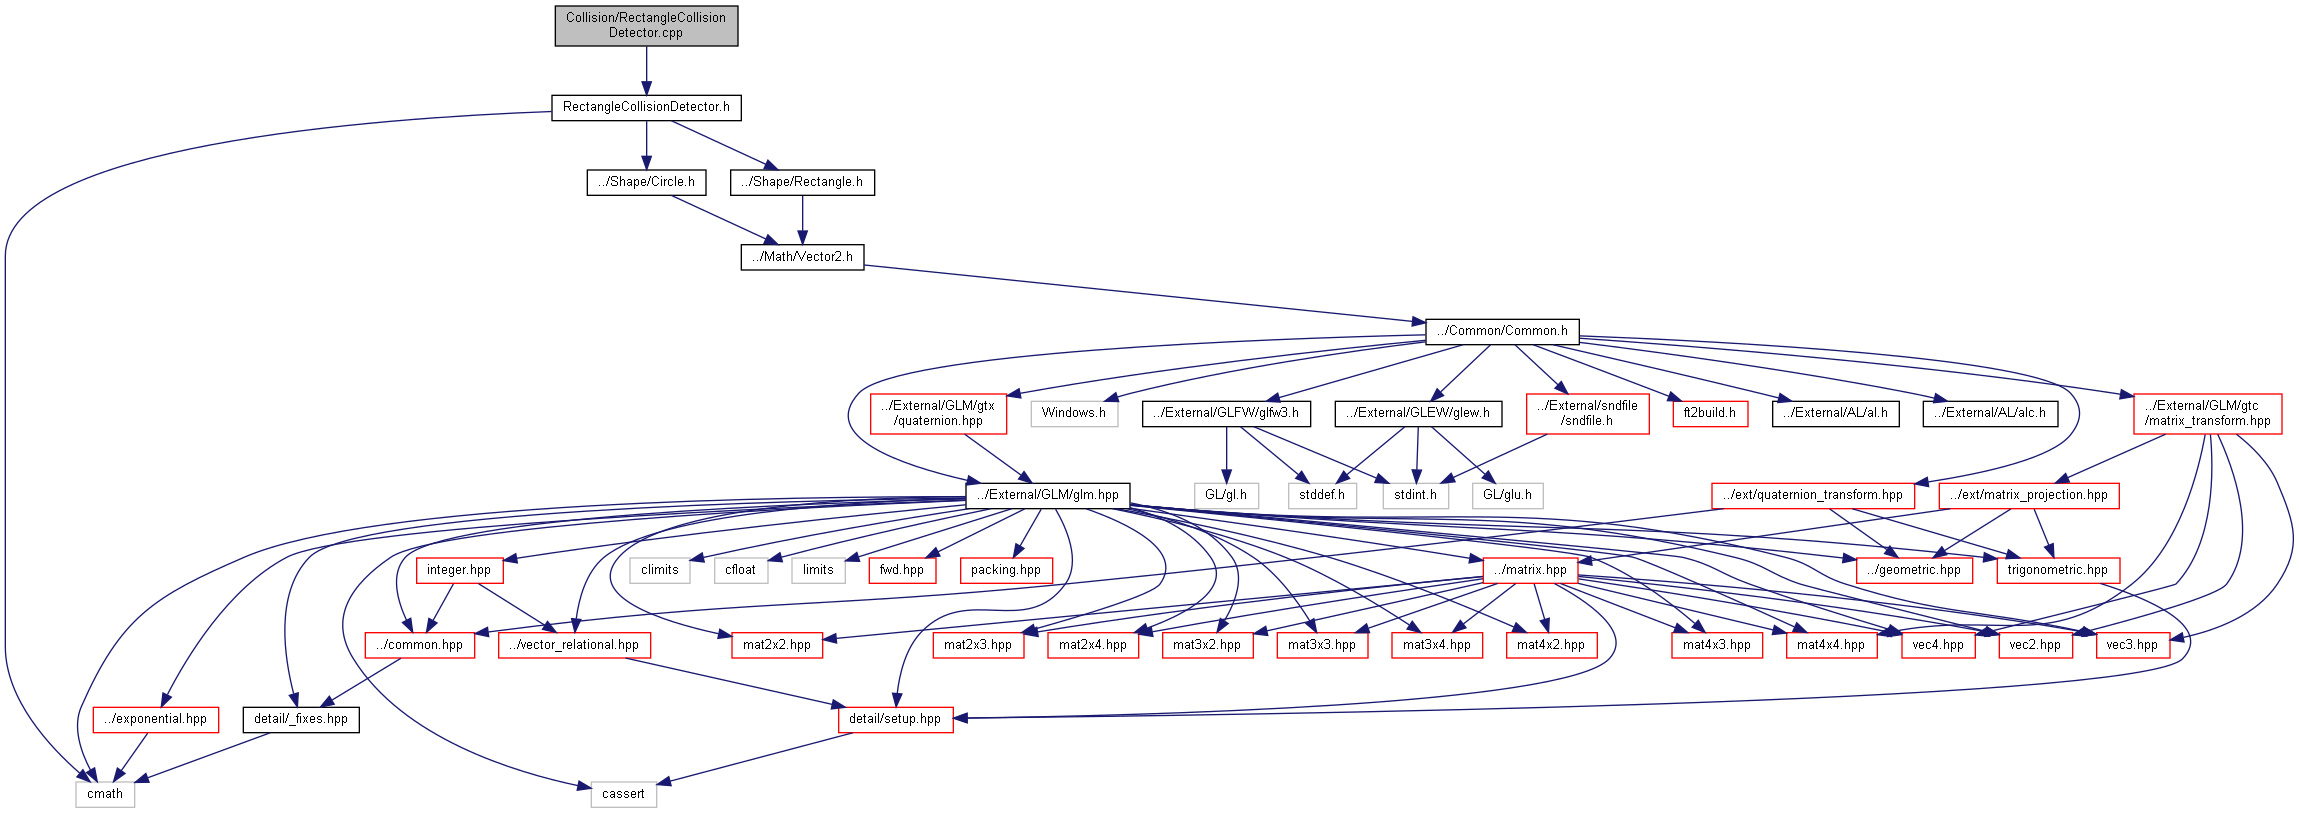 Collision/RectangleCollision
Detector.cpp
RectangleCollisionDetector.h
../Shape/Circle.h
../Shape/Rectangle.h
../Math/Vector2.h
../Common/Common.h
../External/GLM/gtx
/quaternion.hpp
Windows.h
../External/GLFW/glfw3.h
../External/GLEW/glew.h
../External/sndfile
/sndfile.h
ft2build.h
../External/AL/al.h
../External/AL/alc.h
../External/GLM/gtc
/matrix_transform.hpp
../External/GLM/glm.hpp
GL/gl.h
stddef.h
stdint.h
GL/glu.h
../ext/quaternion_transform.hpp
../ext/matrix_projection.hpp
integer.hpp
climits
cfloat
limits
fwd.hpp
packing.hpp
../matrix.hpp
../geometric.hpp
trigonometric.hpp
../common.hpp
../vector_relational.hpp
mat2x2.hpp
mat2x3.hpp
mat2x4.hpp
mat3x2.hpp
mat3x3.hpp
mat3x4.hpp
mat4x2.hpp
mat4x3.hpp
mat4x4.hpp
vec4.hpp
vec2.hpp
vec3.hpp
../exponential.hpp
detail/_fixes.hpp
detail/setup.hpp
cmath
cassert